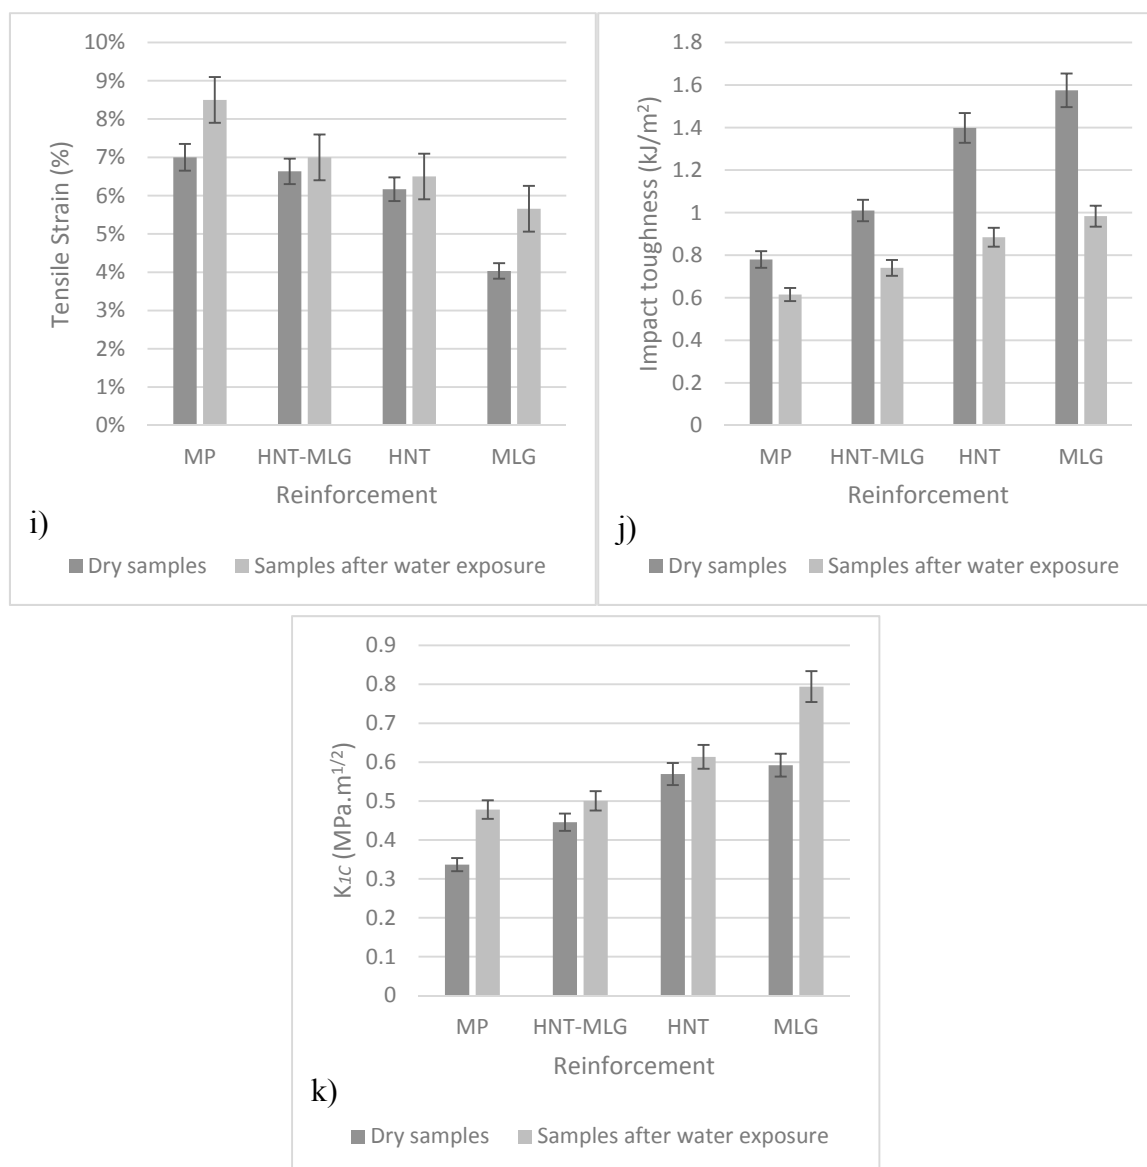 10%
9%
8%
7%
6%
5%
4%
3%
2%
1%
0%
Tensile Strain (%)
MP HNT-MLG HNT MLG
Reinforcement
i)
Dry samples Samples after water exposure
1.8
1.6
1.4
1.2
1
0.8
0.6
0.4
0.2
0
Impact toughness (kJ/m²)
MP HNT-MLG HNT MLG
Reinforcement
j)
Dry samples Samples after water exposure
0.9
0.8
0.7
0.6
0.5
0.4
0.3
0.2
0.1
0
K1c (MPa.m1/2)
MP HNT-MLG HNT MLG
Reinforcement
k)
Dry samples Samples after water exposure